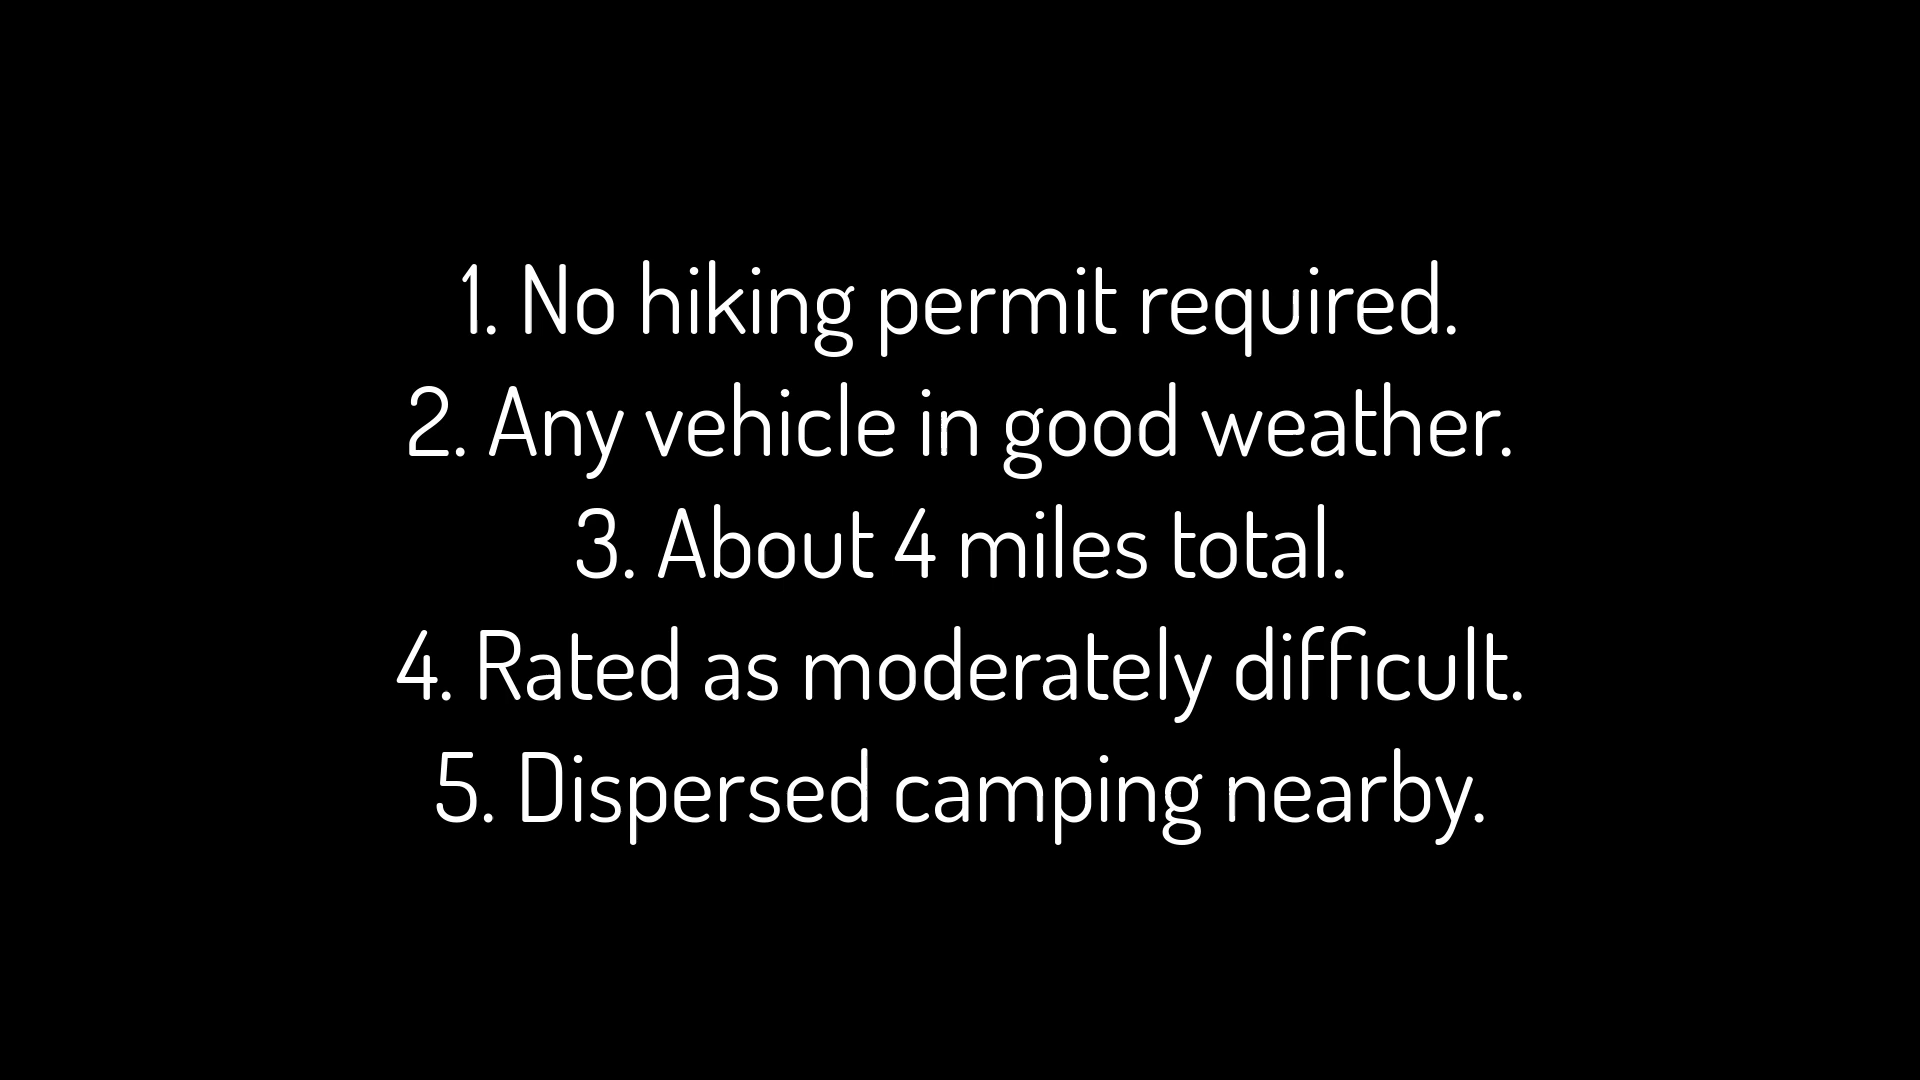 1. No hiking permit required.
2. Any vehicle in good weather.
3. About 4 miles total.
4. Rated as moderately difficult.
5. Dispersed camping nearby.